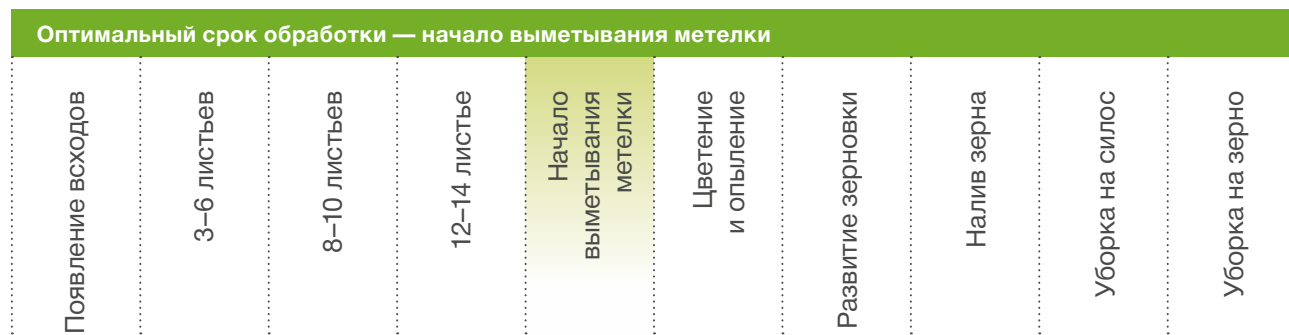 Оптимальный срок обработки — начало выметывания метелки
Появление всходов
3–6 листьев
8–10 листьев
12–14 листье
Начало
выметывания
метелки
Цветение
и опыление
Развитие зерновки
Налив зерна
Уборка на силос
Уборка на зерно